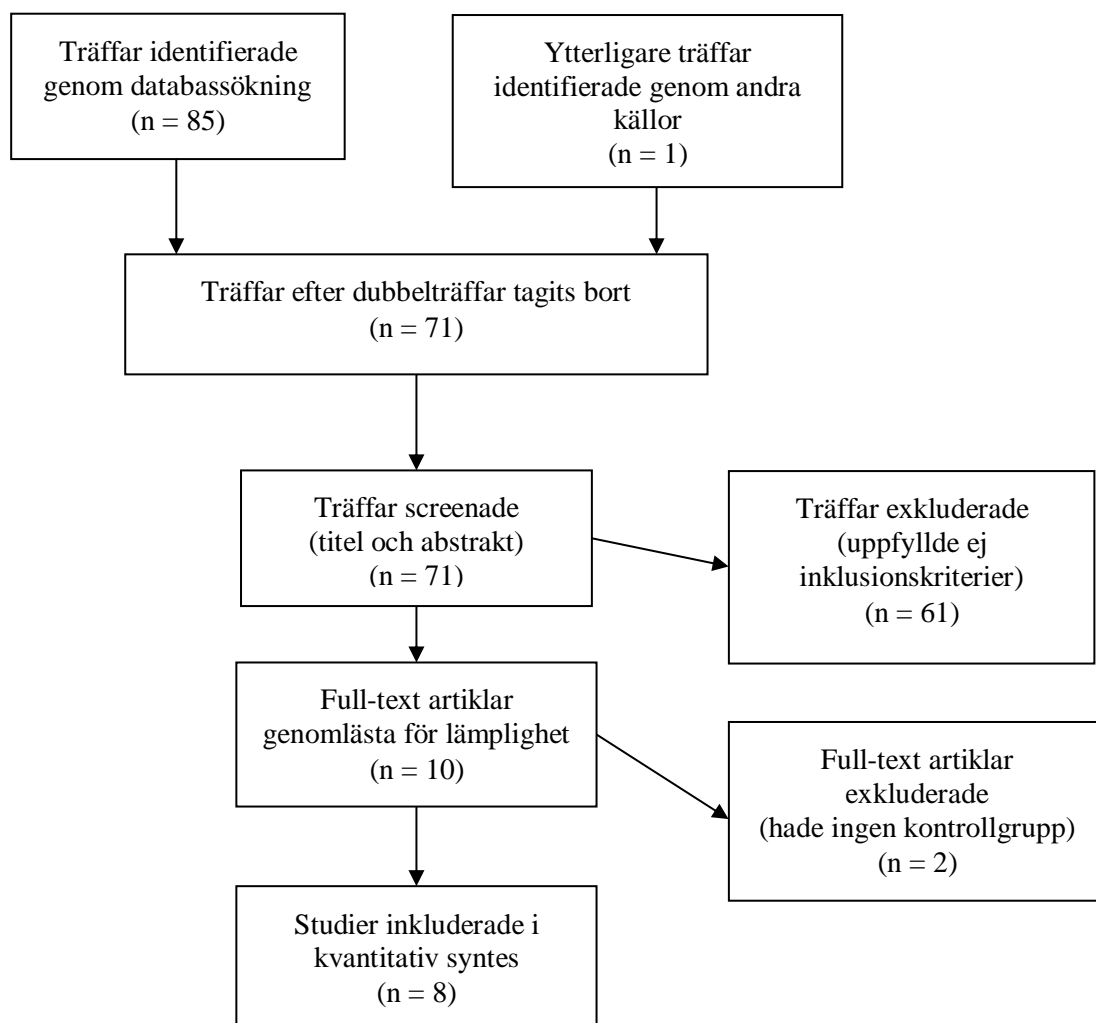 Träffar identifierade
genom databassökning
(n = 85)
Ytterligare träffar
identifierade genom andra
källor
(n = 1)
Träffar efter dubbelträffar tagits bort
(n = 71)
Träffar screenade
(titel och abstrakt)
(n = 71)
Träffar exkluderade
(uppfyllde ej
inklusionskriterier)
(n = 61)
Full-text artiklar
genomlästa för lämplighet
(n = 10)
Full-text artiklar
exkluderade
(hade ingen kontrollgrupp)
(n = 2)
Studier inkluderade i
kvantitativ syntes
(n = 8)